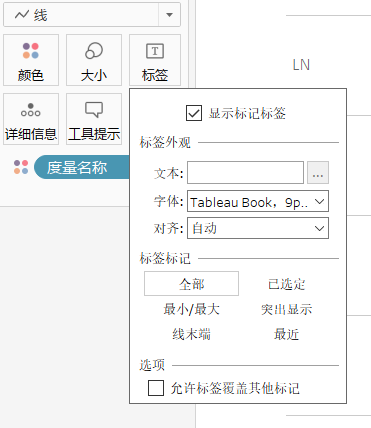 线
颜色 大小 标签
LN
详细信息 工具提示
度量名称
显示标记标签
标签外观
文本:
...
字体: Tableau Book, 9p..
对齐: 自动
标签标记
全部 已选定
最小/最大 突出显示
线末端 最近
选项
允许标签覆盖其他标记